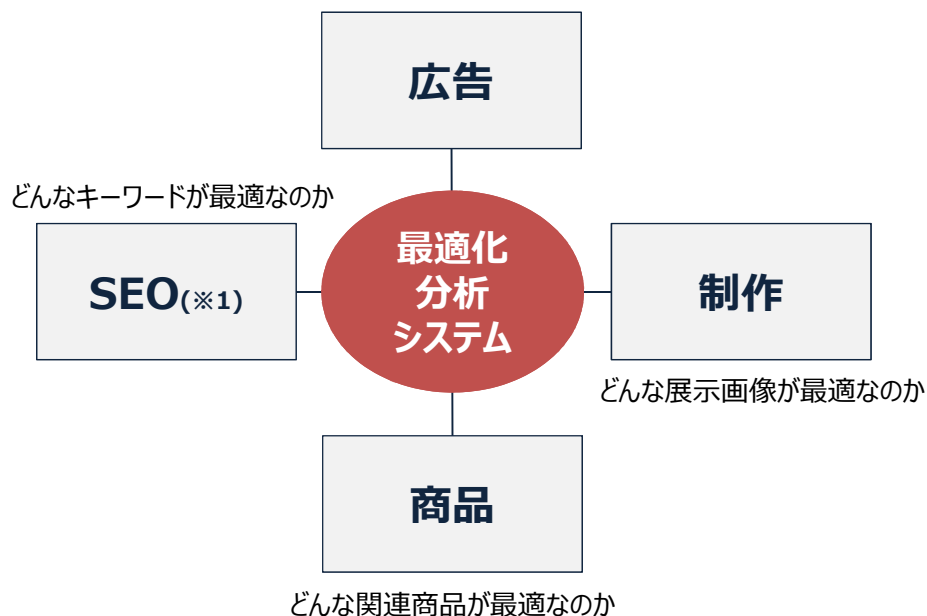 広告
どんなキーワードが最適なのか
SEO(※1)
最適化
分析
システム
制作
どんな展示画像が最適なのか
商品
どんな関連商品が最適なのか